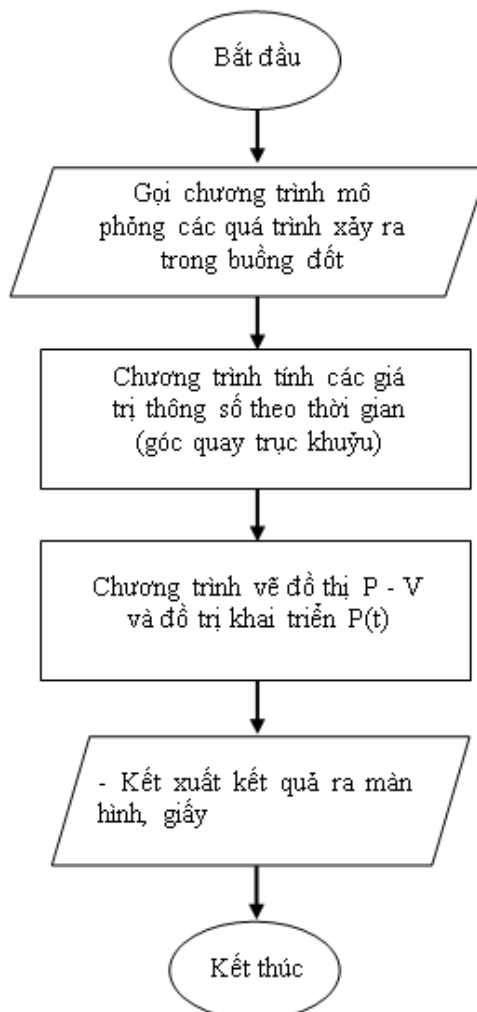 Bắt đầu
Gọi chương trình mô
phỏng các quá trình xảy ra
trong buồng đốt
Chương trình tính các giá
trị thông số theo thời gian
(góc quay trục khuỷu)
Chương trình vẽ đồ thị P - V
và đồ trị khai triển P(t)
- Kết xuất kết quả ra màn
hình, giấy
Kết thúc